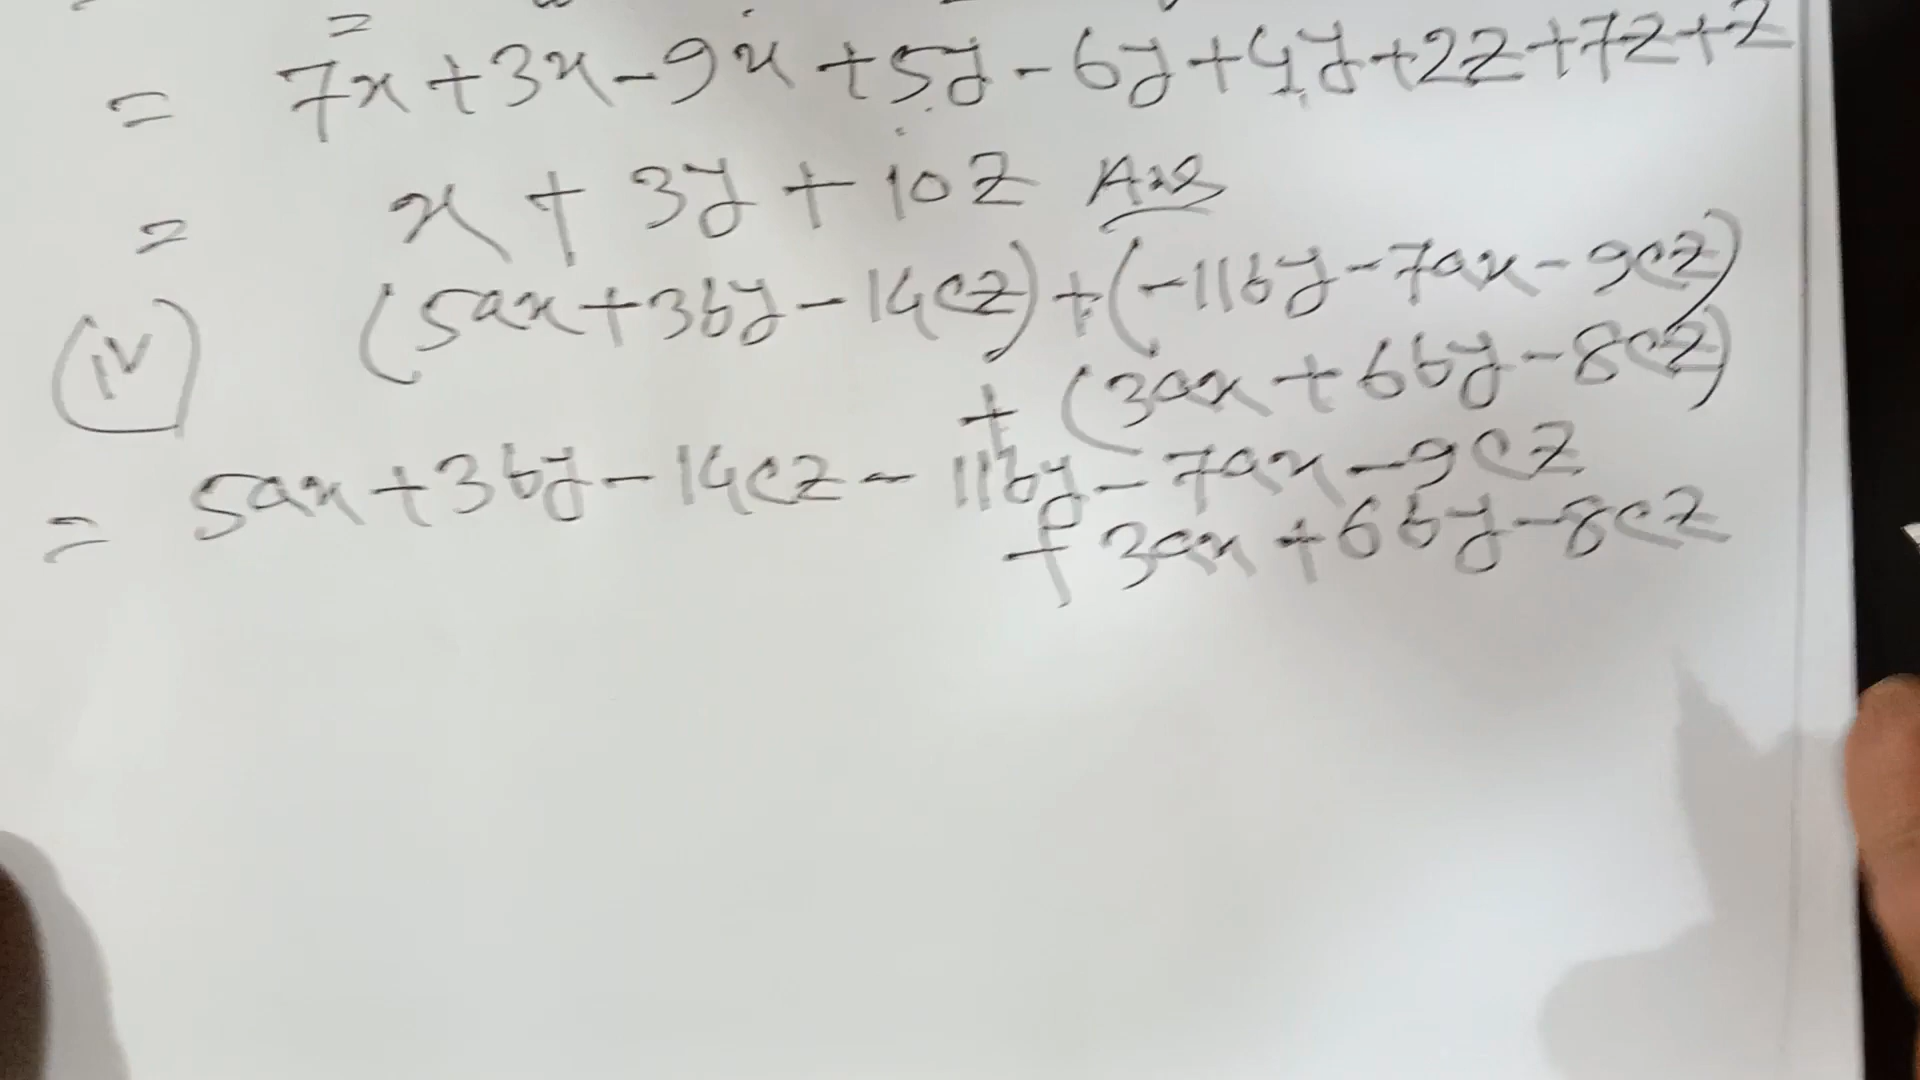 = 7x + 3x - 9x + 5y - 6y + 4y + 2z + 7z + z
= x + 3y + 10z Ans
(iv) (5ax + 3by - 14cz) + (-11by - 7ax - 9cz)
+ (3ax + 6by - 8cz)
= 5ax + 3by - 14cz - 11by - 7ax - 9cz
+ 3ax + 6by - 8cz